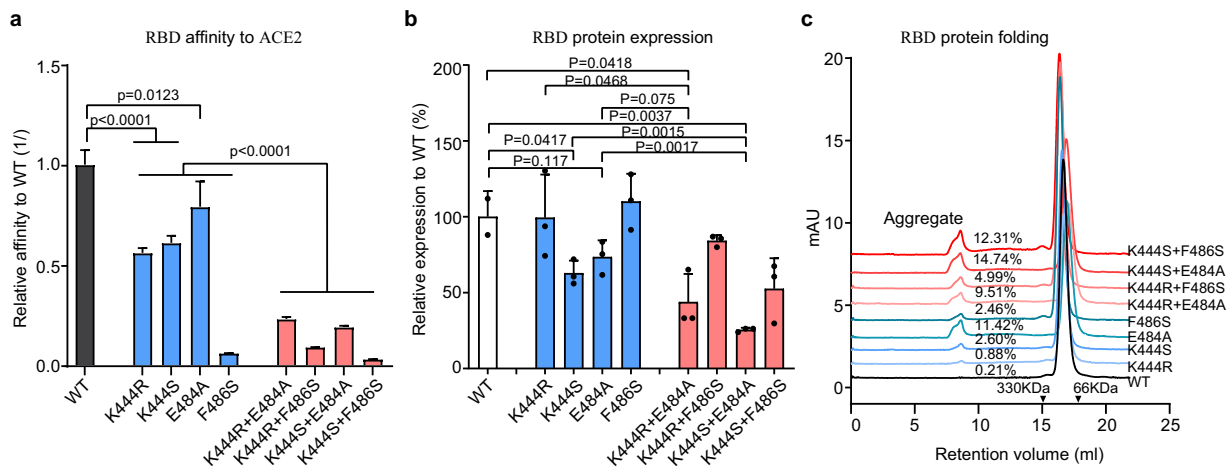 a
RBD affinity to ACE2
Relative affinity to WT (1/)
1.5
1.0
0.5
0.0
p=0.0123
p<0.0001
p<0.0001
WT
K444R
K444S
E484A
F486S
K444R+E484A
K444R+F486S
K444S+E484A
K444S+F486S
b
RBD protein expression
Relative expression to WT (%)
200
150
100
50
0
P=0.0418
P=0.0468
P=0.075
P=0.0037
P=0.0015
P=0.0417
P=0.0017
P=0.117
WT
K444R
K444S
E484A
F486S
K444R+E484A
K444R+F486S
K444S+E484A
K444S+F486S
c
RBD protein folding
mAU
20
15
10
5
0
Aggregate
12.31%
K444S+F486S
14.74%
K444S+E484A
4.99%
K444R+F486S
9.51%
K444R+E484A
2.46%
F486S
11.42%
E484A
2.60%
K444S
0.88%
K444R
0.21%
WT
330KDa
66KDa
0 5 10 15 20 25
Retention volume (ml)